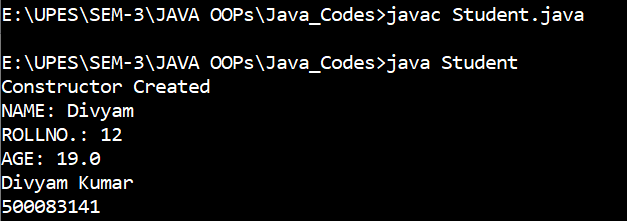 E:\UPES\SEM-3\JAVA OOPs\Java_Codes>javac Student.java
E:\UPES\SEM-3\JAVA OOPs\Java_Codes>java Student
Constructor Created
NAME: Divyam
ROLLNO.: 12
AGE: 19.0
Divyam Kumar
500083141